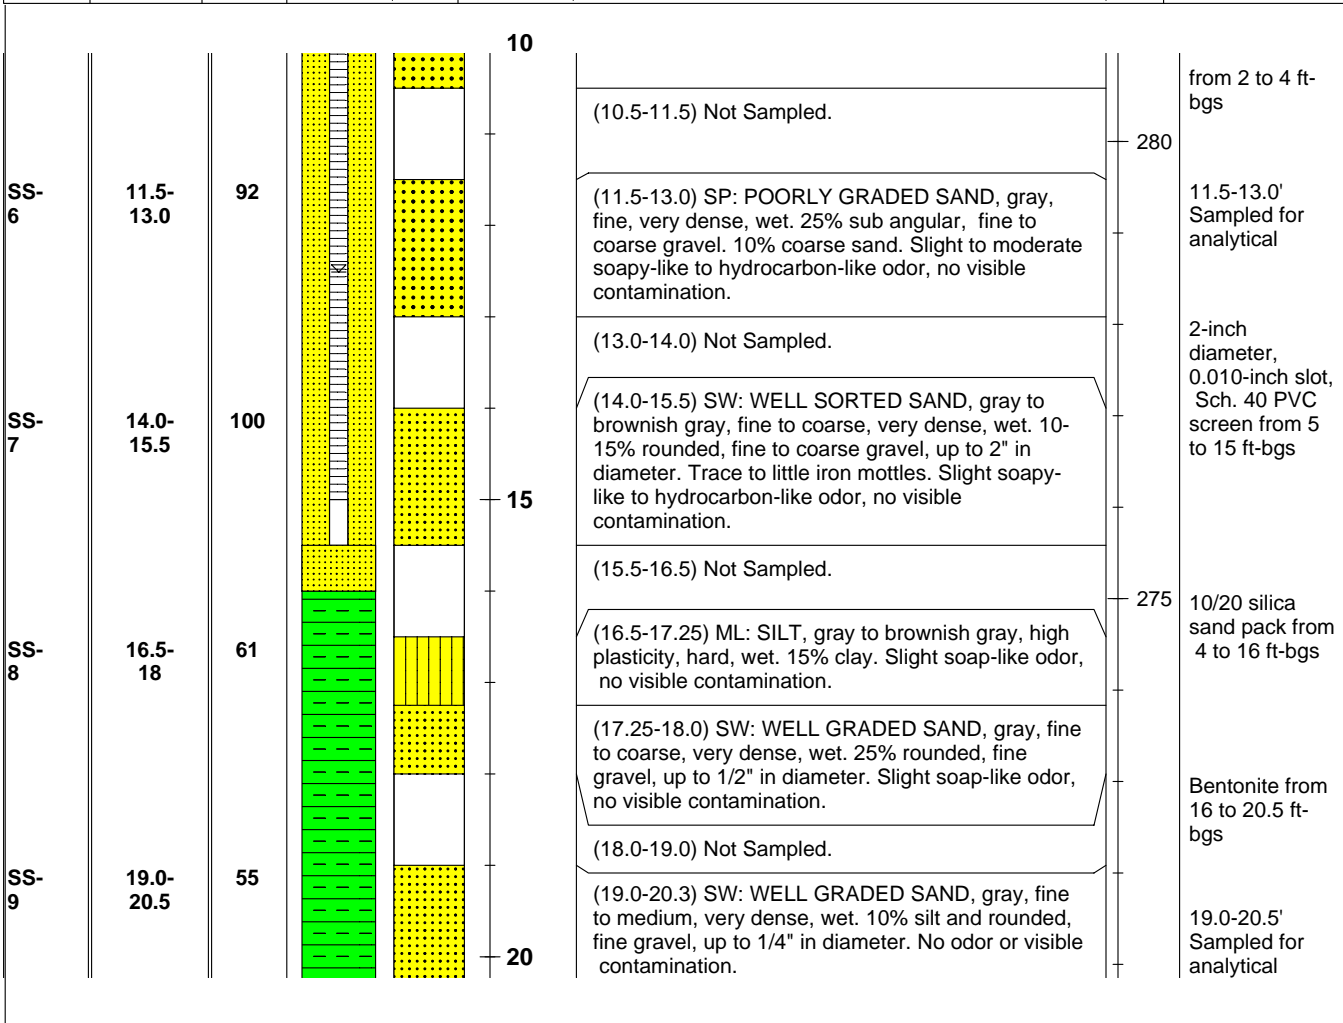 10
from 2 to 4 ft-
bgs
(10.5-11.5) Not Sampled.
280
SS-
6
11.5-
13.0
92
(11.5-13.0) SP: POORLY GRADED SAND, gray,
fine, very dense, wet. 25% sub angular, fine to
coarse gravel. 10% coarse sand. Slight to moderate
soapy-like to hydrocarbon-like odor, no visible
contamination.
11.5-13.0'
Sampled for
analytical
(13.0-14.0) Not Sampled.
2-inch
diameter,
0.010-inch slot,
Sch. 40 PVC
screen from 5
to 15 ft-bgs
SS-
7
14.0-
15.5
100
(14.0-15.5) SW: WELL SORTED SAND, gray to
brownish gray, fine to coarse, very dense, wet. 10-
15% rounded, fine to coarse gravel, up to 2" in
diameter. Trace to little iron mottles. Slight soapy-
like to hydrocarbon-like odor, no visible
contamination.
15
(15.5-16.5) Not Sampled.
275
10/20 silica
sand pack from
4 to 16 ft-bgs
SS-
8
16.5-
18
61
(16.5-17.25) ML: SILT, gray to brownish gray, high
plasticity, hard, wet. 15% clay. Slight soap-like odor,
no visible contamination.
(17.25-18.0) SW: WELL GRADED SAND, gray, fine
to coarse, very dense, wet. 25% rounded, fine
gravel, up to 1/2" in diameter. Slight soap-like odor,
no visible contamination.
Bentonite from
16 to 20.5 ft-
bgs
(18.0-19.0) Not Sampled.
SS-
9
19.0-
20.5
55
(19.0-20.3) SW: WELL GRADED SAND, gray, fine
to medium, very dense, wet. 10% silt and rounded,
fine gravel, up to 1/4" in diameter. No odor or visible
contamination.
19.0-20.5'
Sampled for
analytical
20